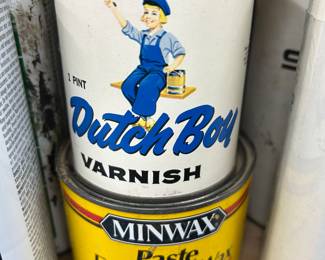 1 PINT
Dutch Boy
VARNISH
MINWAX
Paste